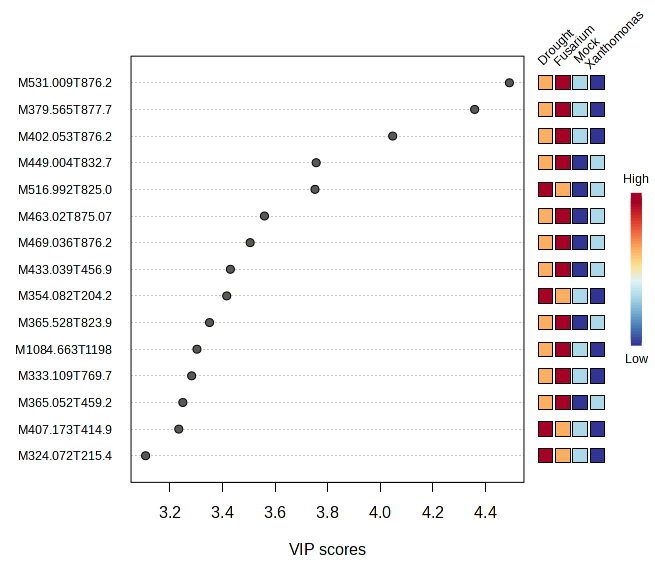 Drought
Fusarium
Mock
Xanthomonas
M531.009T876.2
M379.565T877.7
M402.053T876.2
M449.004T832.7
M516.992T825.0
M463.02T875.07
M469.036T876.2
M433.039T456.9
M354.082T204.2
M365.528T823.9
M1084.663T1198
M333.109T769.7
M365.052T459.2
M407.173T414.9
M324.072T215.4
High
Low
3.2 3.4 3.6 3.8 4.0 4.2 4.4
VIP scores